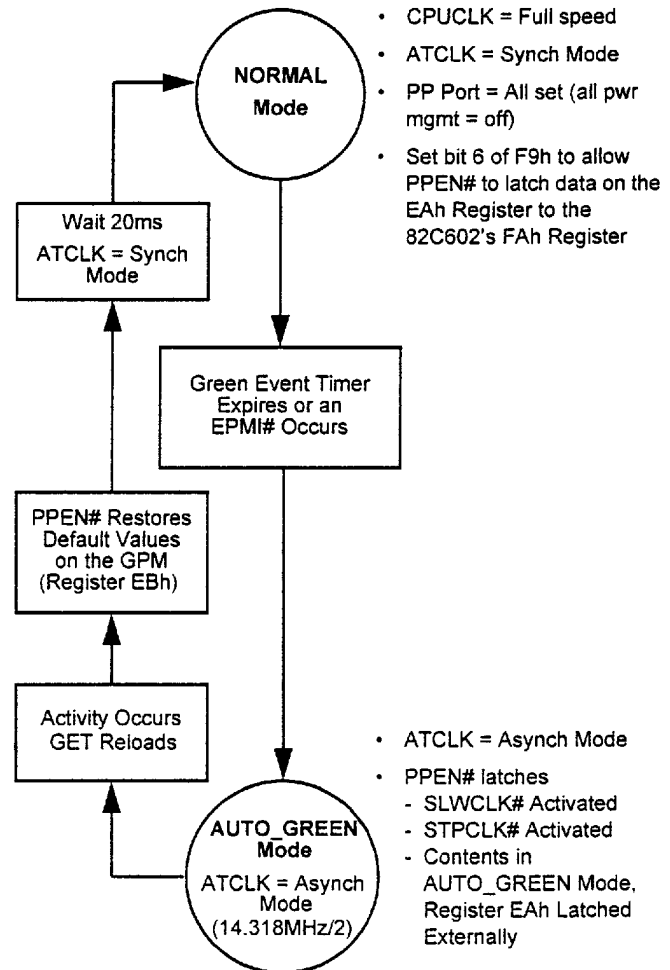 NORMAL
Mode
• CPUCLK = Full speed
• ATCLK = Synch Mode
• PP Port = All set (all pwr
mgmt = off)
• Set bit 6 of F9h to allow
PPEN# to latch data on the
EAh Register to the
82C602's FAh Register
Wait 20ms
ATCLK = Synch
Mode
Green Event Timer
Expires or an
EPMI# Occurs
PPEN# Restores
Default Values
on the GPM
(Register EBh)
Activity Occurs
GET Reloads
AUTO_GREEN
Mode
ATCLK = Asynch
Mode
(14.318MHz/2)
• ATCLK = Asynch Mode
• PPEN# latches
- SLWCLK# Activated
- STPCLK# Activated
- Contents in
AUTO_GREEN Mode,
Register EAh Latched
Externally